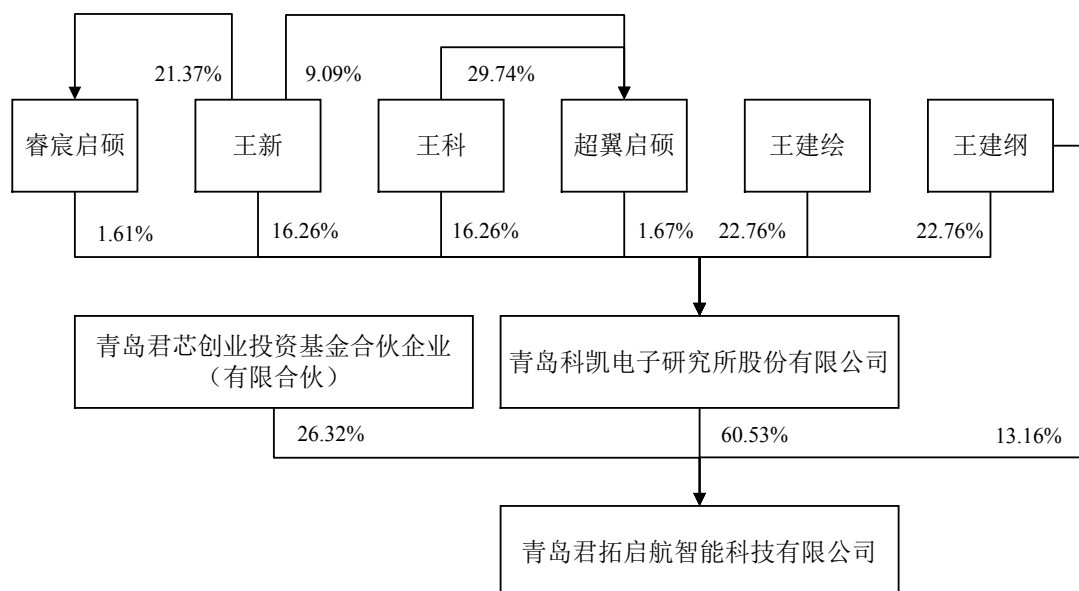 21.37%
9.09%
29.74%
睿宸启硕
王新
王科
超翼启硕
王建绘
王建纲
1.61%
16.26%
16.26%
1.67%
22.76%
22.76%
青岛君芯创业投资基金合伙企业
（有限合伙）
青岛科凯电子研究所股份有限公司
26.32%
60.53%
13.16%
青岛君拓启航智能科技有限公司